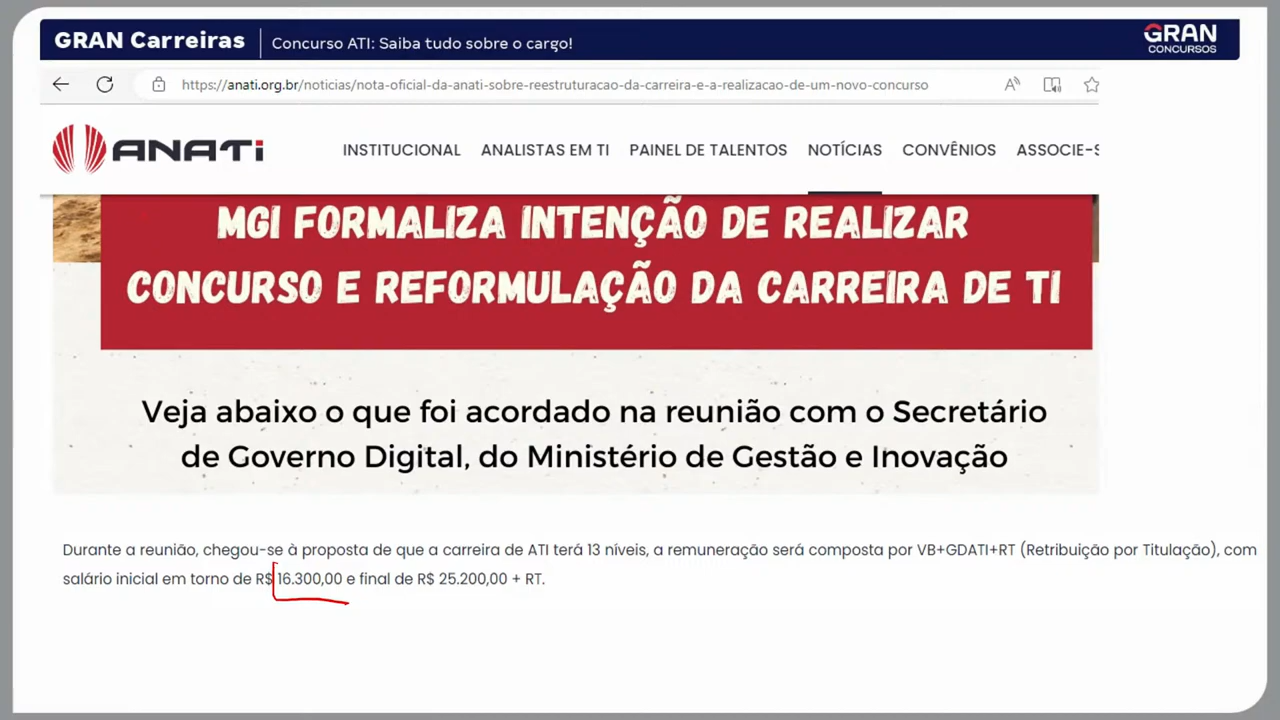 GRAN Carreiras
Concurso ATI: Saiba tudo sobre o cargo!
GRAN
CONCURSOS
https://anati.org.br/noticias/nota-oficial-da-anati-sobre-reestruturacao-da-carreira-e-a-realizacao-de-um-novo-concurso
ANATi
INSTITUCIONAL ANALISTAS EM TI PAINEL DE TALENTOS NOTÍCIAS CONVÊNIOS ASSOCIE-S
MGI FORMALIZA INTENÇÃO DE REALIZAR
CONCURSO E REFORMULAÇÃO DA CARREIRA DE TI
Veja abaixo o que foi acordado na reunião com o Secretário
de Governo Digital, do Ministério de Gestão e Inovação
Durante a reunião, chegou-se à proposta de que a carreira de ATI terá 13 níveis, a remuneração será composta por VB+GDATI+RT (Retribuição por Titulação), com
salário inicial em torno de R$ 16.300,00 e final de R$ 25.200,00 + RT.